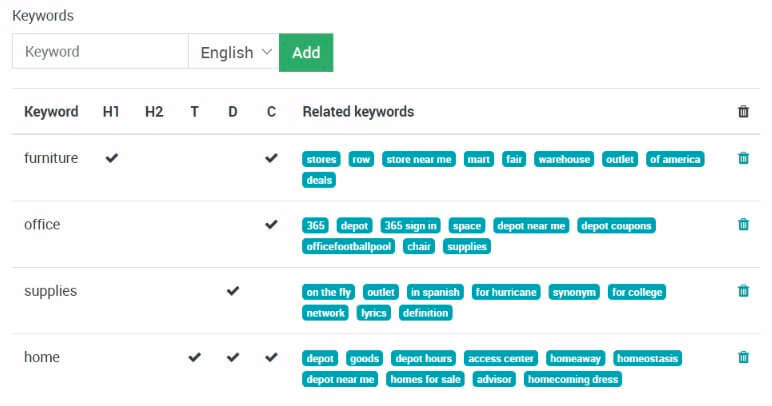 Keywords
Keyword English Add
Keyword H1 H2 T D C Related keywords
furniture stores row store near me mart fair warehouse outlet of america
deals
office 365 depot 365 sign in space depot near me depot coupons
officefootballpool chair supplies
supplies on the fly outlet in spanish for hurricane synonym for college
network lyrics definition
home depot goods depot hours access center homeaway homeostasis
depot near me homes for sale advisor homecoming dress